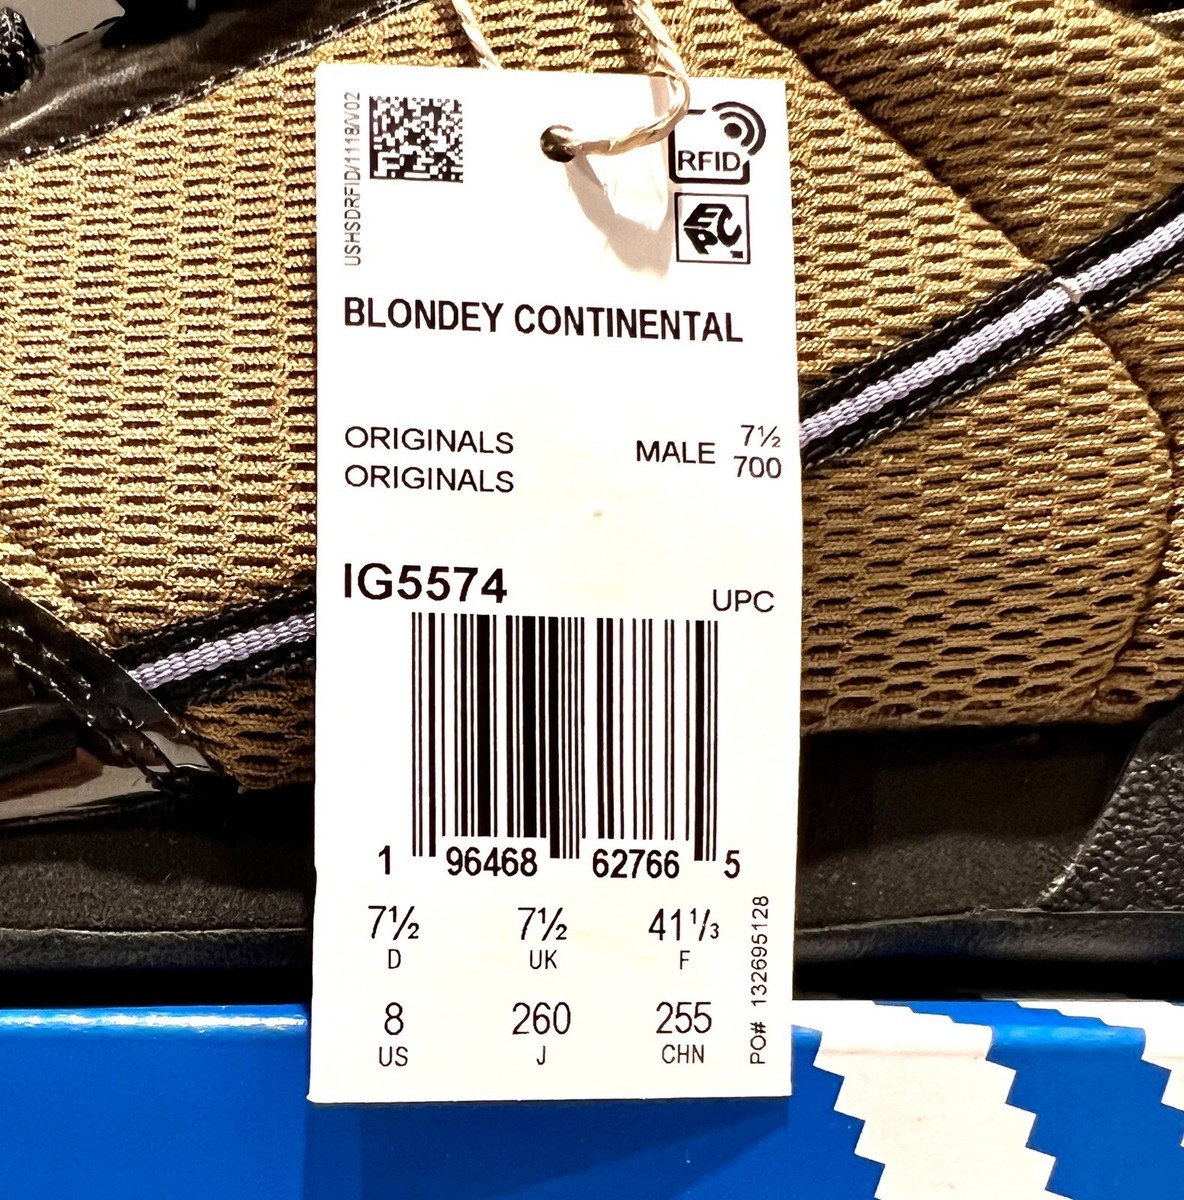 USHSDRFID/1118/V02
RFID
EPC
BLONDEY CONTINENTAL
ORIGINALS
ORIGINALS
MALE 7½
700
IG5574
UPC
1 96468 62766 5
7½ 7½ 41⅓
D UK F
8 260 255
US J CHN
PO# 132695128